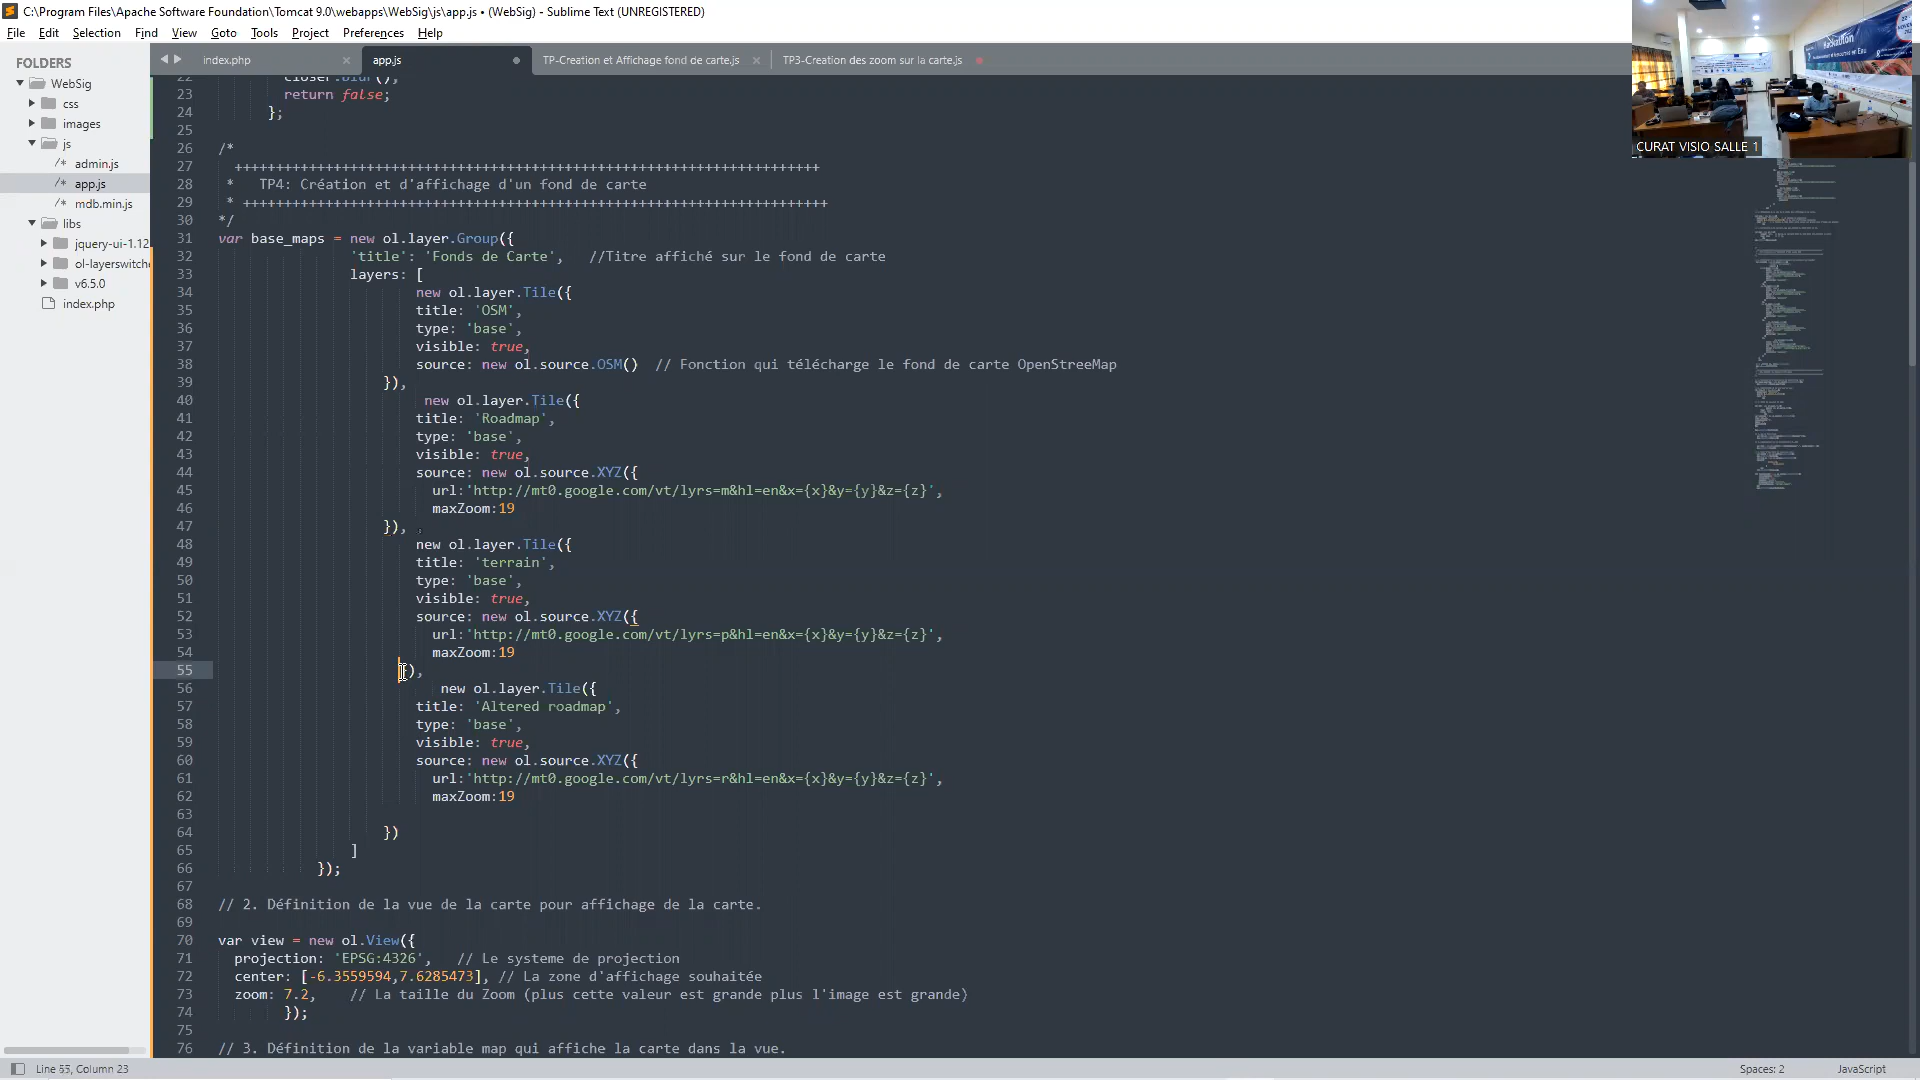 C:\Program Files\Apache Software Foundation\Tomcat 9.0\webapps\WebSig\js\app.js • (WebSig) - Sublime Text (UNREGISTERED)
File Edit Selection Find View Goto Tools Project Preferences Help
FOLDERS
WebSig
css
images
js
/* admin.js
/* app.js
/* mdb.min.js
libs
jquery-ui-1.12
ol-layerswitche
v6.5.0
index.php
index.php
app.js
TP-Creation et Affichage fond de carte.js
TP3-Creation des zoom sur la carte.js
22 closer.blur();
23 return false;
24 };
25
26 /*
27 +++++++++++++++++++++++++++++++++++++++++++++++++++++++++++++++++++++++
28 * TP4: Création et d'affichage d'un fond de carte
29 * +++++++++++++++++++++++++++++++++++++++++++++++++++++++++++++++++++++++
30 */
31 var base_maps = new ol.layer.Group({
32 'title': 'Fonds de Carte', //Titre affiché sur le fond de carte
33 layers: [
34 new ol.layer.Tile({
35 title: 'OSM',
36 type: 'base',
37 visible: true,
38 source: new ol.source.OSM() // Fonction qui télécharge le fond de carte OpenStreeMap
39 }),
40 new ol.layer.Tile({
41 title: 'Roadmap',
42 type: 'base',
43 visible: true,
44 source: new ol.source.XYZ({
45 url:'http://mt0.google.com/vt/lyrs=m&hl=en&x={x}&y={y}&z={z}',
46 maxZoom:19
47 }),
48 new ol.layer.Tile({
49 title: 'terrain',
50 type: 'base',
51 visible: true,
52 source: new ol.source.XYZ({
53 url:'http://mt0.google.com/vt/lyrs=p&hl=en&x={x}&y={y}&z={z}',
54 maxZoom:19
55 }),
56 new ol.layer.Tile({
57 title: 'Altered roadmap',
58 type: 'base',
59 visible: true,
60 source: new ol.source.XYZ({
61 url:'http://mt0.google.com/vt/lyrs=r&hl=en&x={x}&y={y}&z={z}',
62 maxZoom:19
63
64 })
65 ]
66 });
67
68 // 2. Définition de la vue de la carte pour affichage de la carte.
69
70 var view = new ol.View({
71 projection: 'EPSG:4326', // Le systeme de projection
72 center: [-6.3559594,7.6285473], // La zone d'affichage souhaitée
73 zoom: 7.2, // La taille du Zoom (plus cette valeur est grande plus l'image est grande)
74 });
75
76 // 3. Définition de la variable map qui affiche la carte dans la vue.
Hackathon
CURAT VISIO SALLE 1
Line 55, Column 23
Spaces: 2
JavaScript